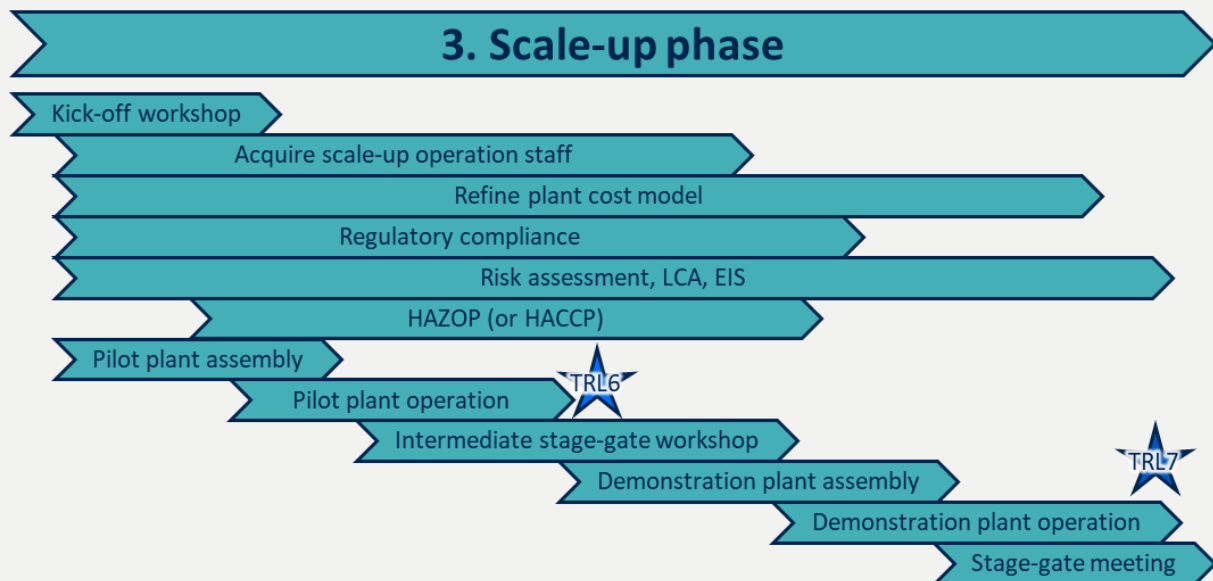 3. Scale-up phase
Kick-off workshop
Acquire scale-up operation staff
Refine plant cost model
Regulatory compliance
Risk assessment, LCA, EIS
HAZOP (or HACCP)
Pilot plant assembly
TRL6
Pilot plant operation
Intermediate stage-gate workshop
TRL7
Demonstration plant assembly
Demonstration plant operation
Stage-gate meeting